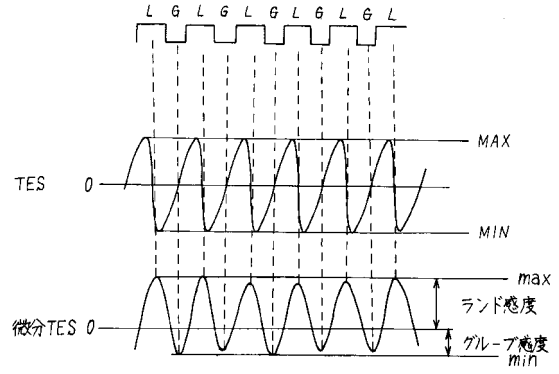 L G L G L G L G L G L
MAX
TES 0
MIN
max
ランド感度
微分TES 0
グルーブ感度
min